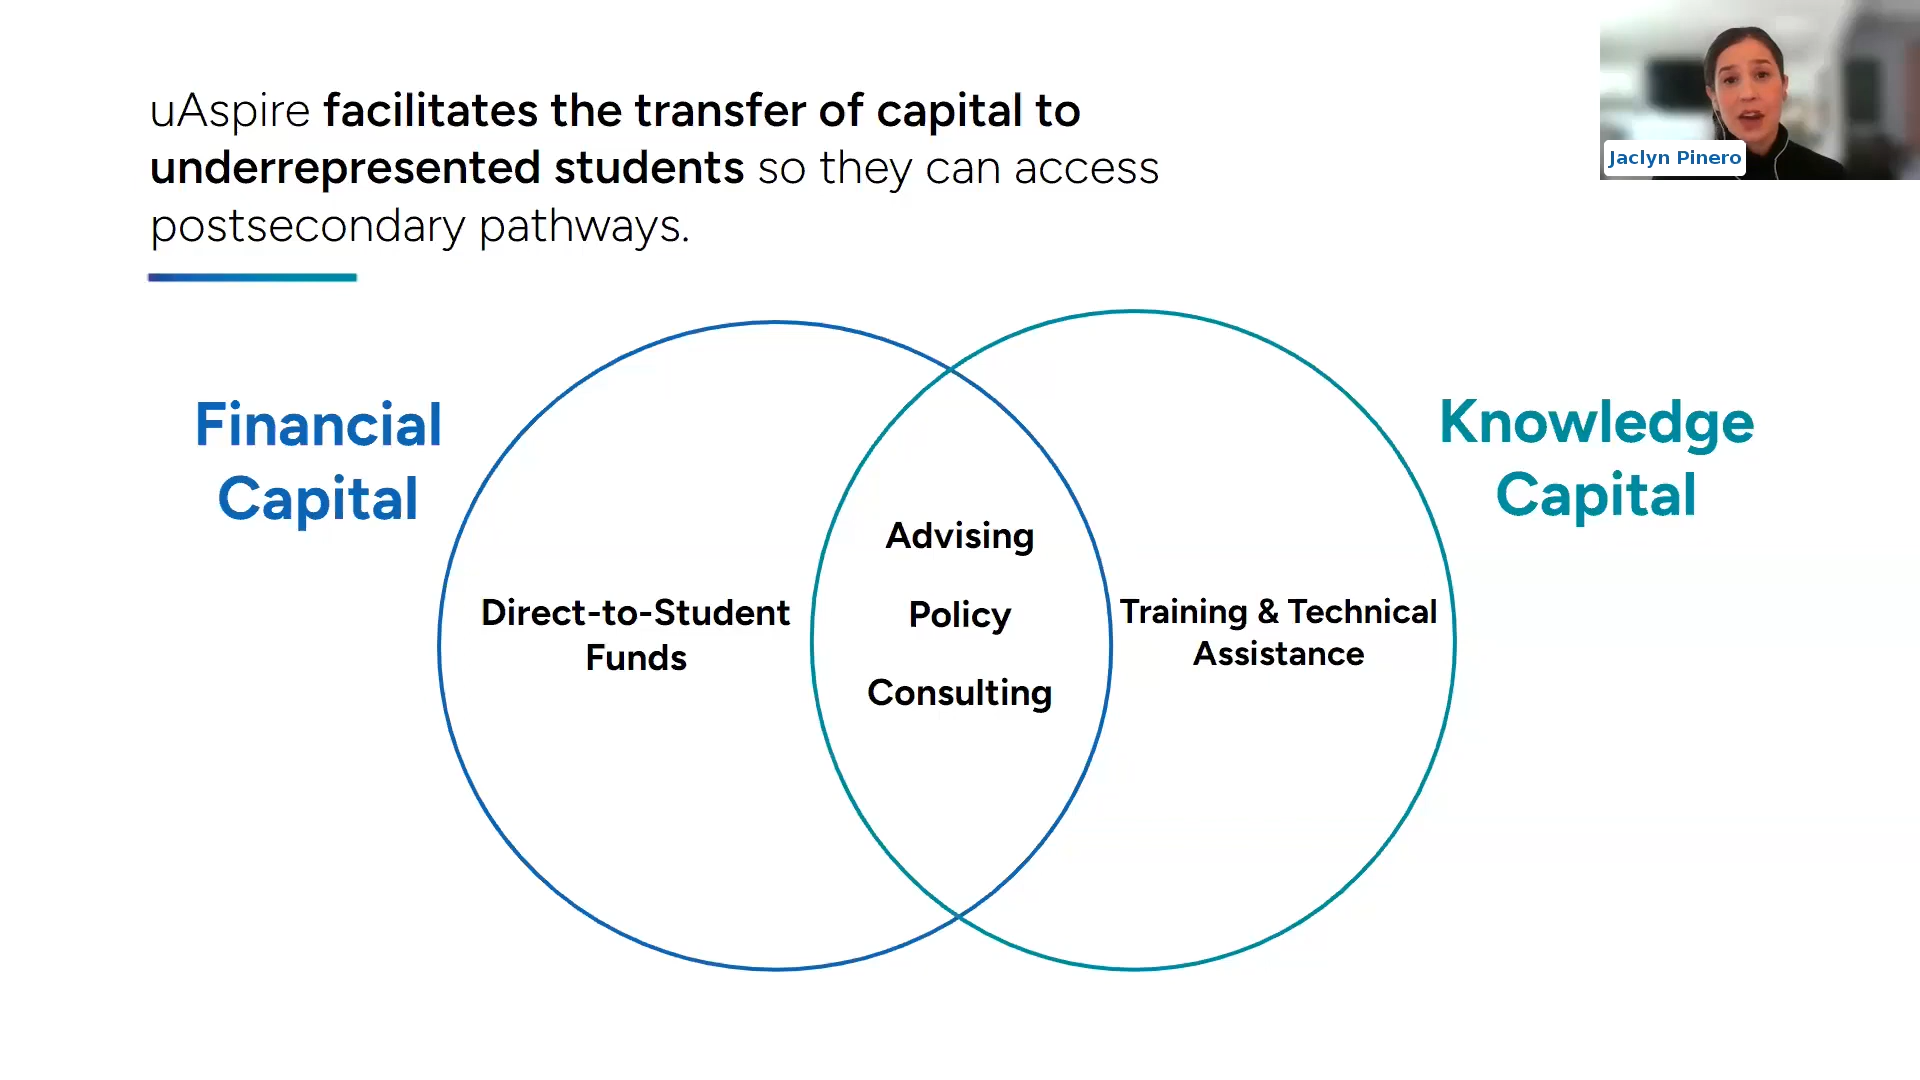 uAspire facilitates the transfer of capital to
underrepresented students so they can access
postsecondary pathways.
Jaclyn Pinero
Financial
Capital
Knowledge
Capital
Direct-to-Student
Funds
Advising
Policy
Consulting
Training & Technical
Assistance